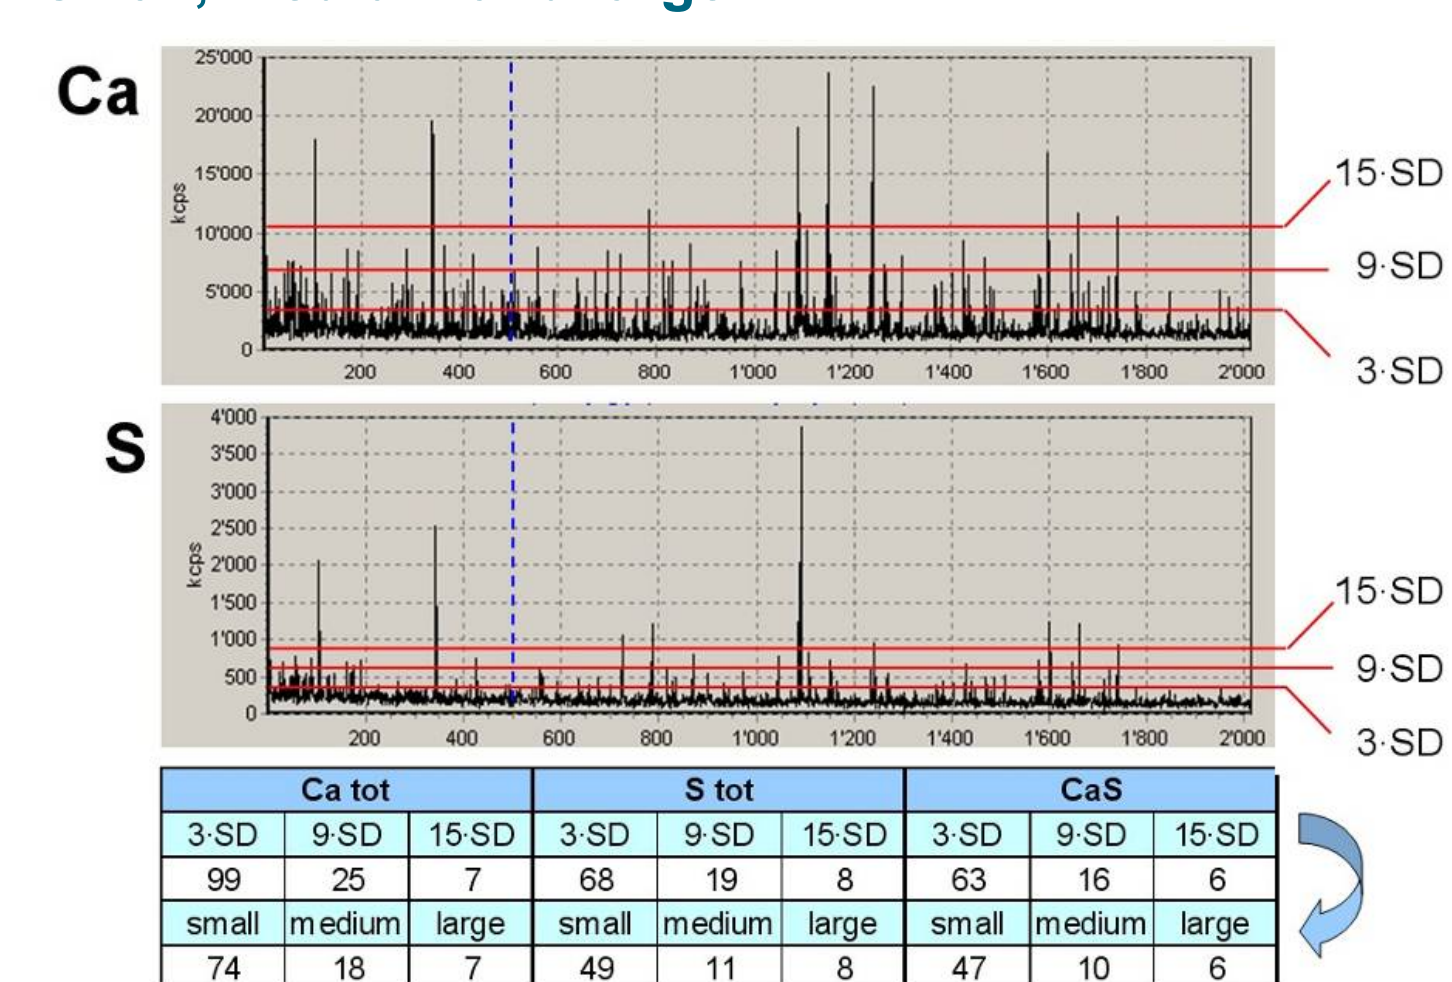 Ca
25'000
20'000
15'000
10'000
5'000
0
kcps
200 400 600 800 1'000 1'200 1'400 1'600 1'800 2'000
15·SD
9·SD
3·SD
S
4'000
3'500
3'000
2'500
2'000
1'500
1'000
500
0
kcps
200 400 600 800 1'000 1'200 1'400 1'600 1'800 2'000
15·SD
9·SD
3·SD
Ca tot S tot CaS
3·SD 9·SD 15·SD 3·SD 9·SD 15·SD 3·SD 9·SD 15·SD
99 25 7 68 19 8 63 16 6
small medium large small medium large small medium large
74 18 7 49 11 8 47 10 6